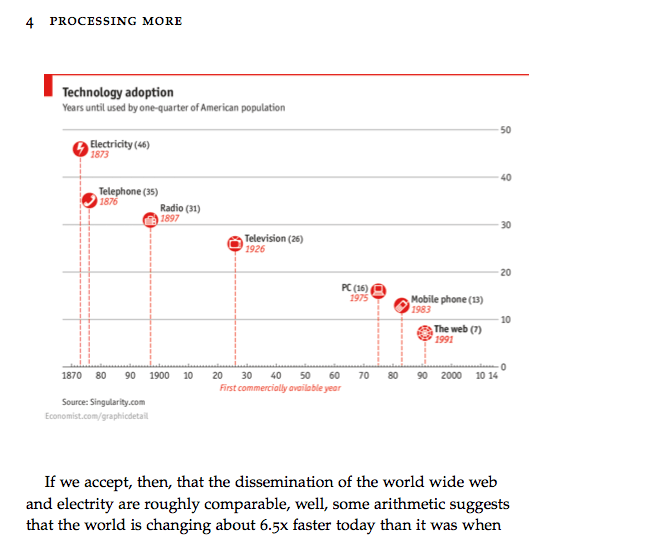 4 PROCESSING MORE
Technology adoption
Years until used by one-quarter of American population
50
Electricity (46)
1873
40
Telephone (35)
1876
Radio (31)
1897
30
Television (26)
1926
20
PC (16)
1975
Mobile phone (13)
1983
10
The web (7)
1991
0
1870 80 90 1900 10 20 30 40 50 60 70 80 90 2000 10 14
First commercially available year
Source: Singularity.com
Economist.com/graphicdetail
If we accept, then, that the dissemination of the world wide web
and electrity are roughly comparable, well, some arithmetic suggests
that the world is changing about 6.5x faster today than it was when